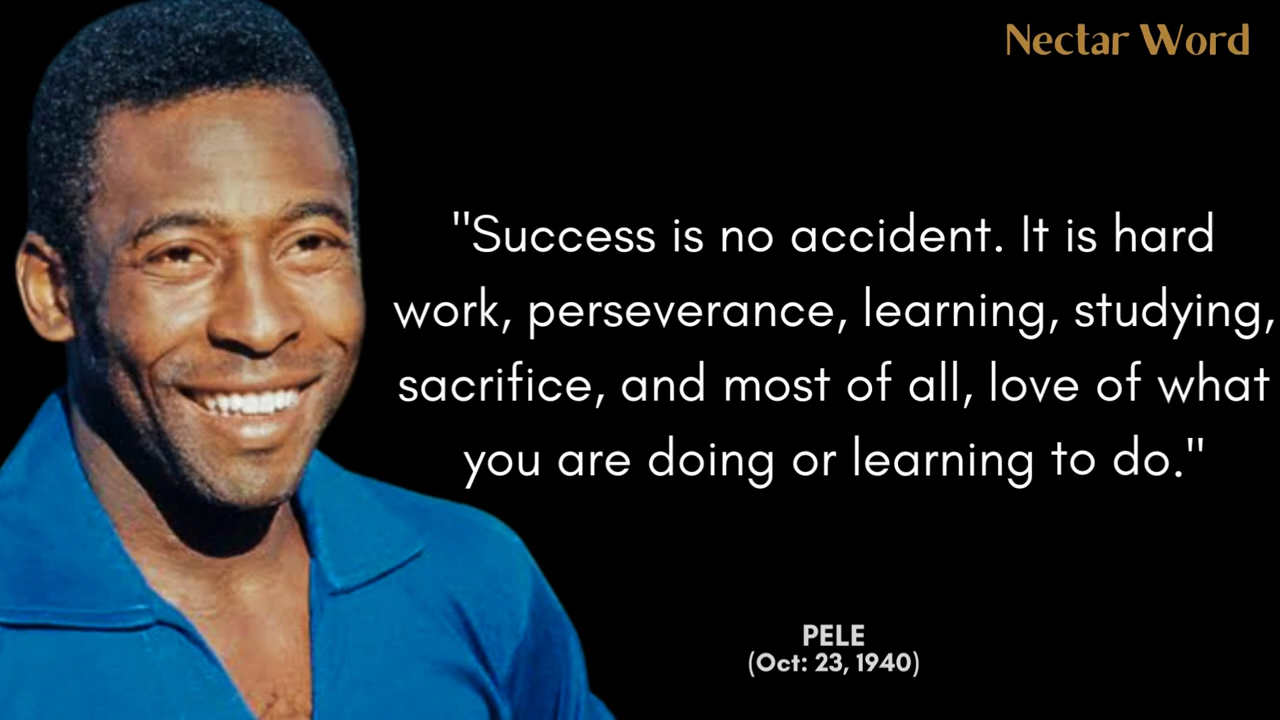 Nectar Word
"Success is no accident. It is hard
work, perseverance, learning, studying,
sacrifice, and most of all, love of what
you are doing or learning to do."
PELE
(Oct: 23, 1940)